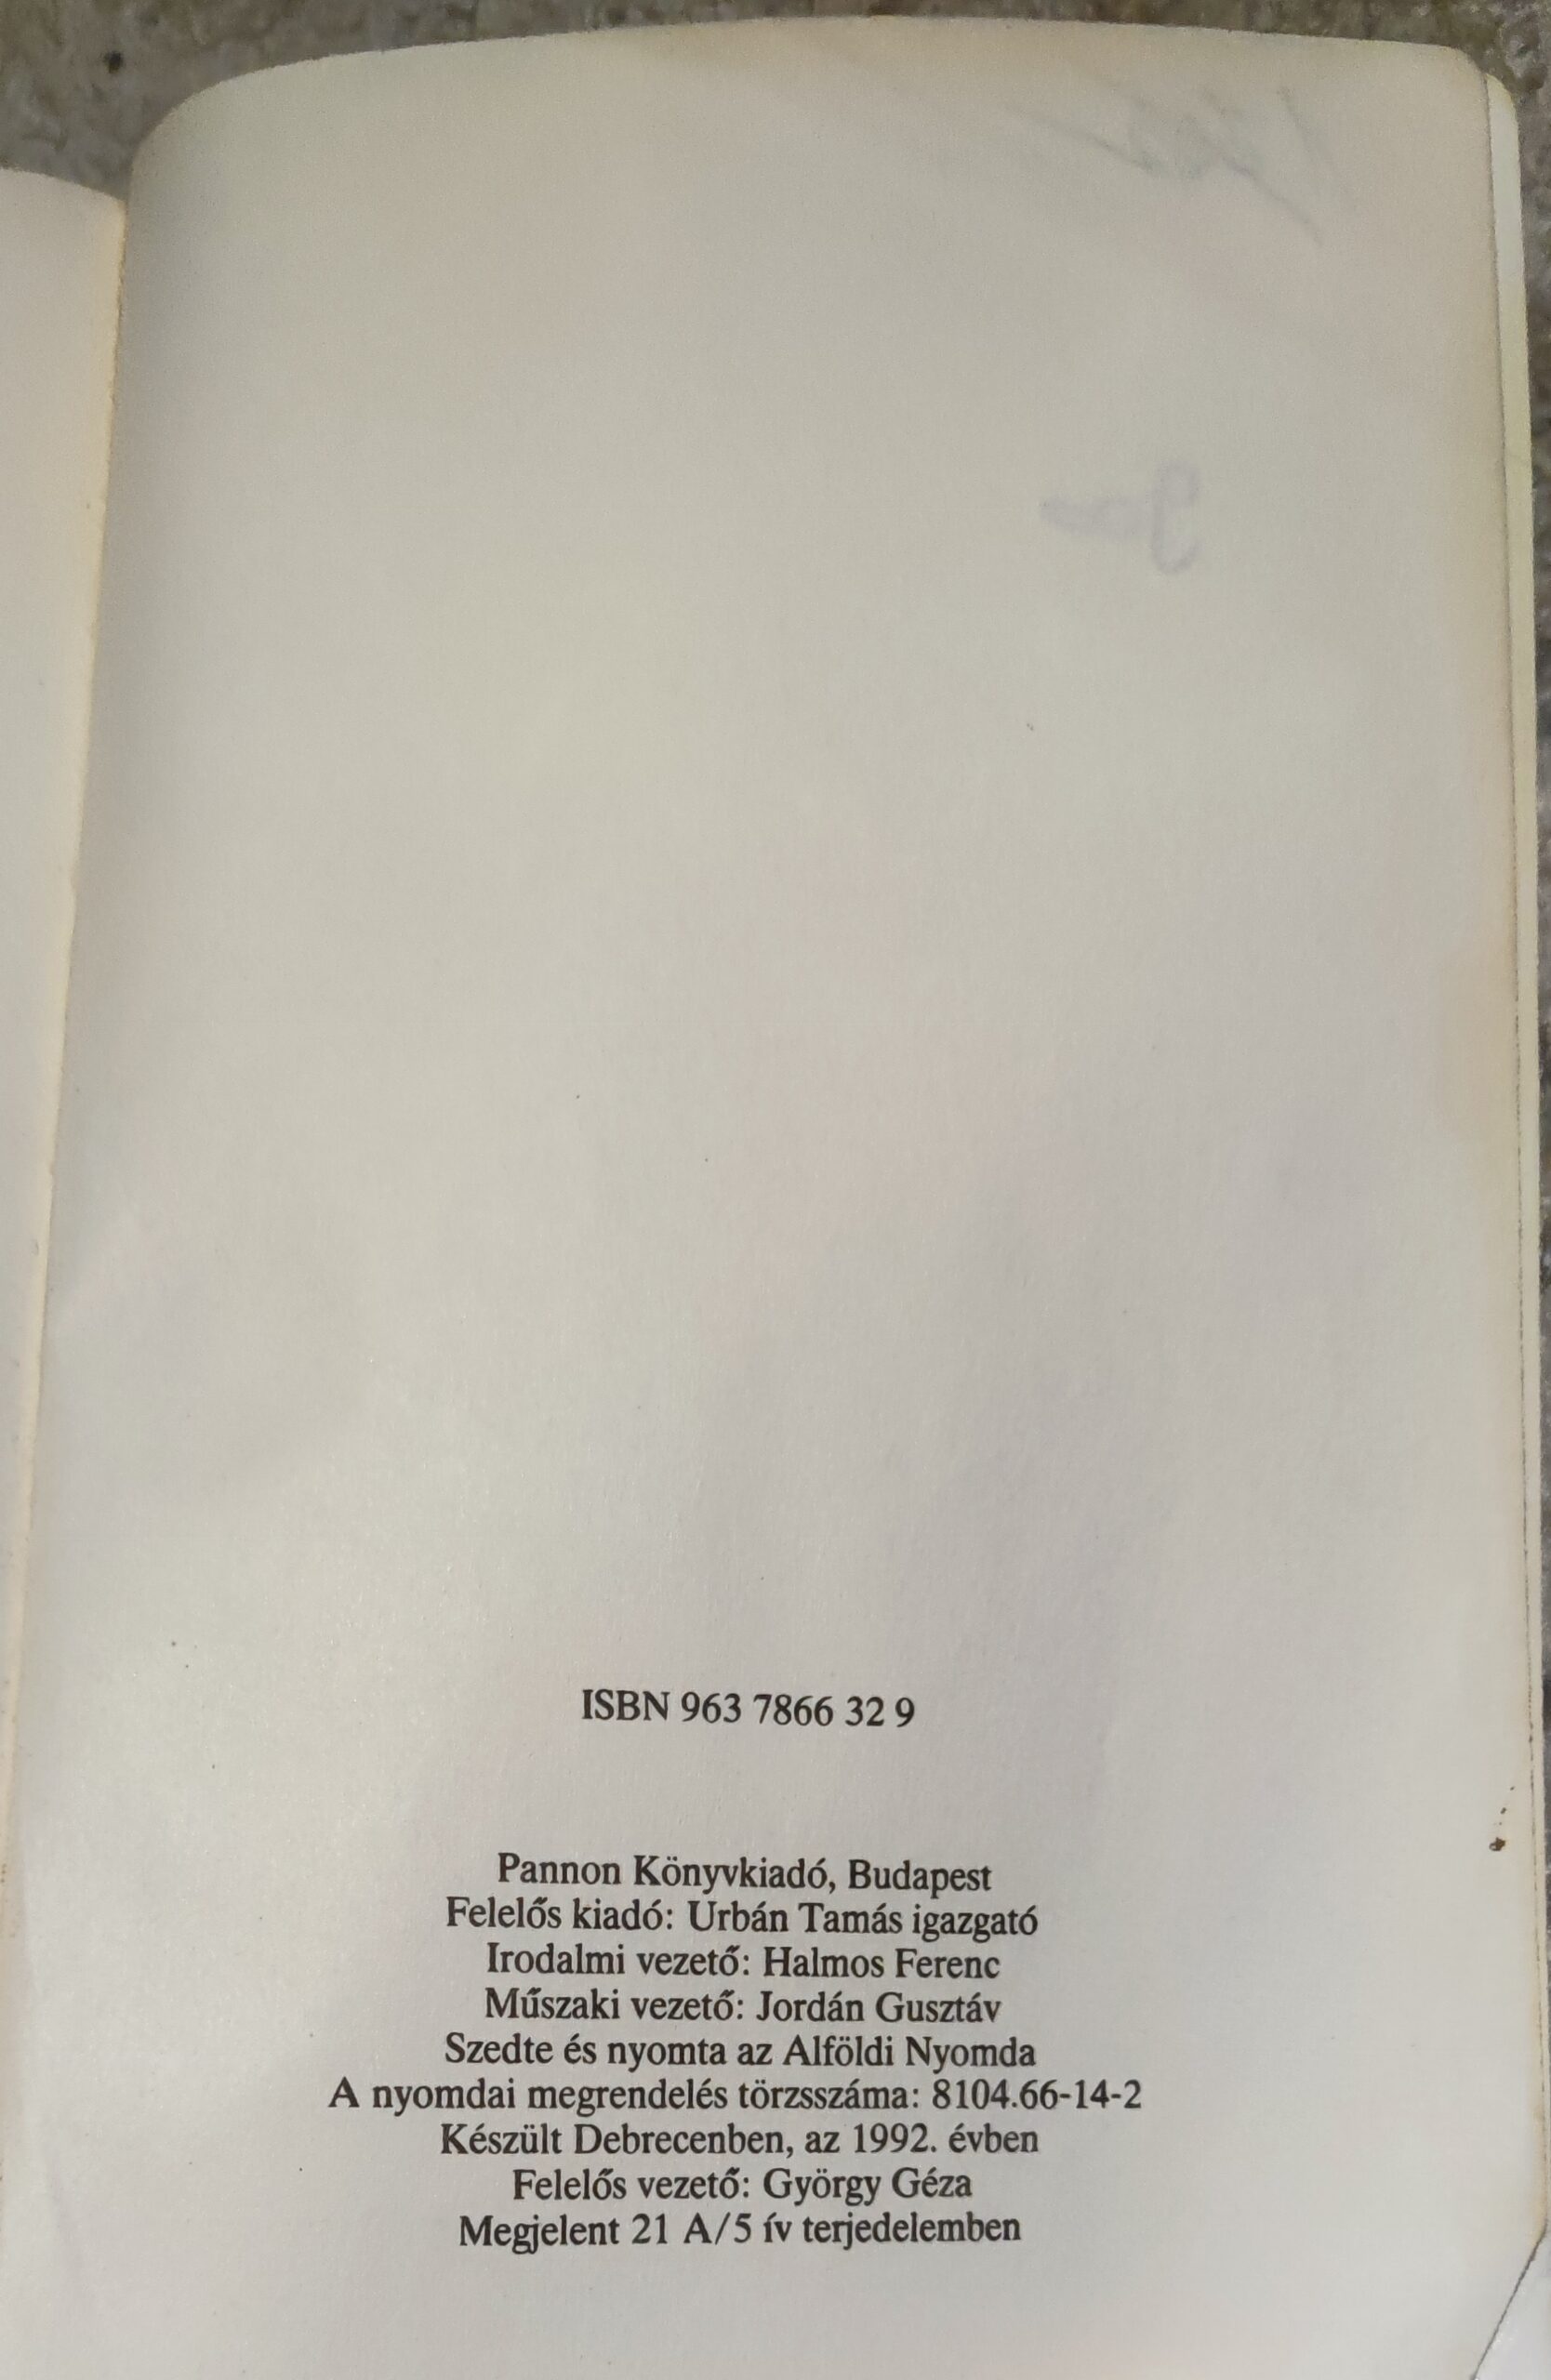 ISBN 963 7866 32 9
Pannon Könyvkiadó, Budapest
Felelős kiadó: Urbán Tamás igazgató
Irodalmi vezető: Halmos Ferenc
Műszaki vezető: Jordán Gusztáv
Szedte és nyomta az Alföldi Nyomda
A nyomdai megrendelés törzsszáma: 8104.66-14-2
Készült Debrecenben, az 1992. évben
Felelős vezető: György Géza
Megjelent 21 A/5 ív terjedelemben